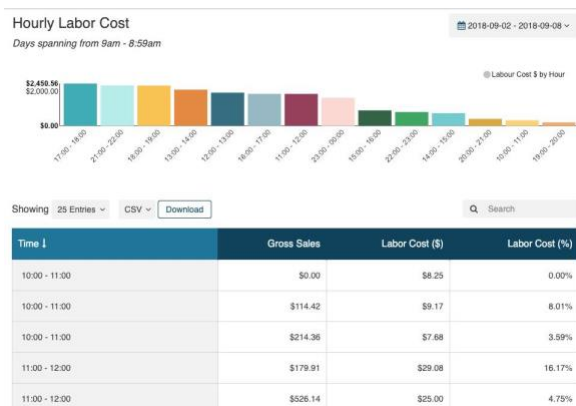 Hourly Labor Cost
2018-09-02 - 2018-09-08
Days spanning from 9am - 8:59am
Labour Cost $ by Hour
$2,450.56
$2,000.00
$0.00
17:00 - 18:00
21:00 - 22:00
18:00 - 19:00
13:00 - 14:00
12:00 - 13:00
16:00 - 17:00
11:00 - 12:00
23:00 - 00:00
15:00 - 16:00
22:00 - 23:00
14:00 - 15:00
20:00 - 21:00
10:00 - 11:00
19:00 - 20:00
Showing 25 Entries CSV Download Search
Time Gross Sales Labor Cost ($) Labor Cost (%)
10:00 - 11:00 $0.00 $8.25 0.00%
10:00 - 11:00 $114.42 $9.17 8.01%
10:00 - 11:00 $214.36 $7.68 3.59%
11:00 - 12:00 $179.91 $29.08 16.17%
11:00 - 12:00 $526.14 $25.00 4.75%